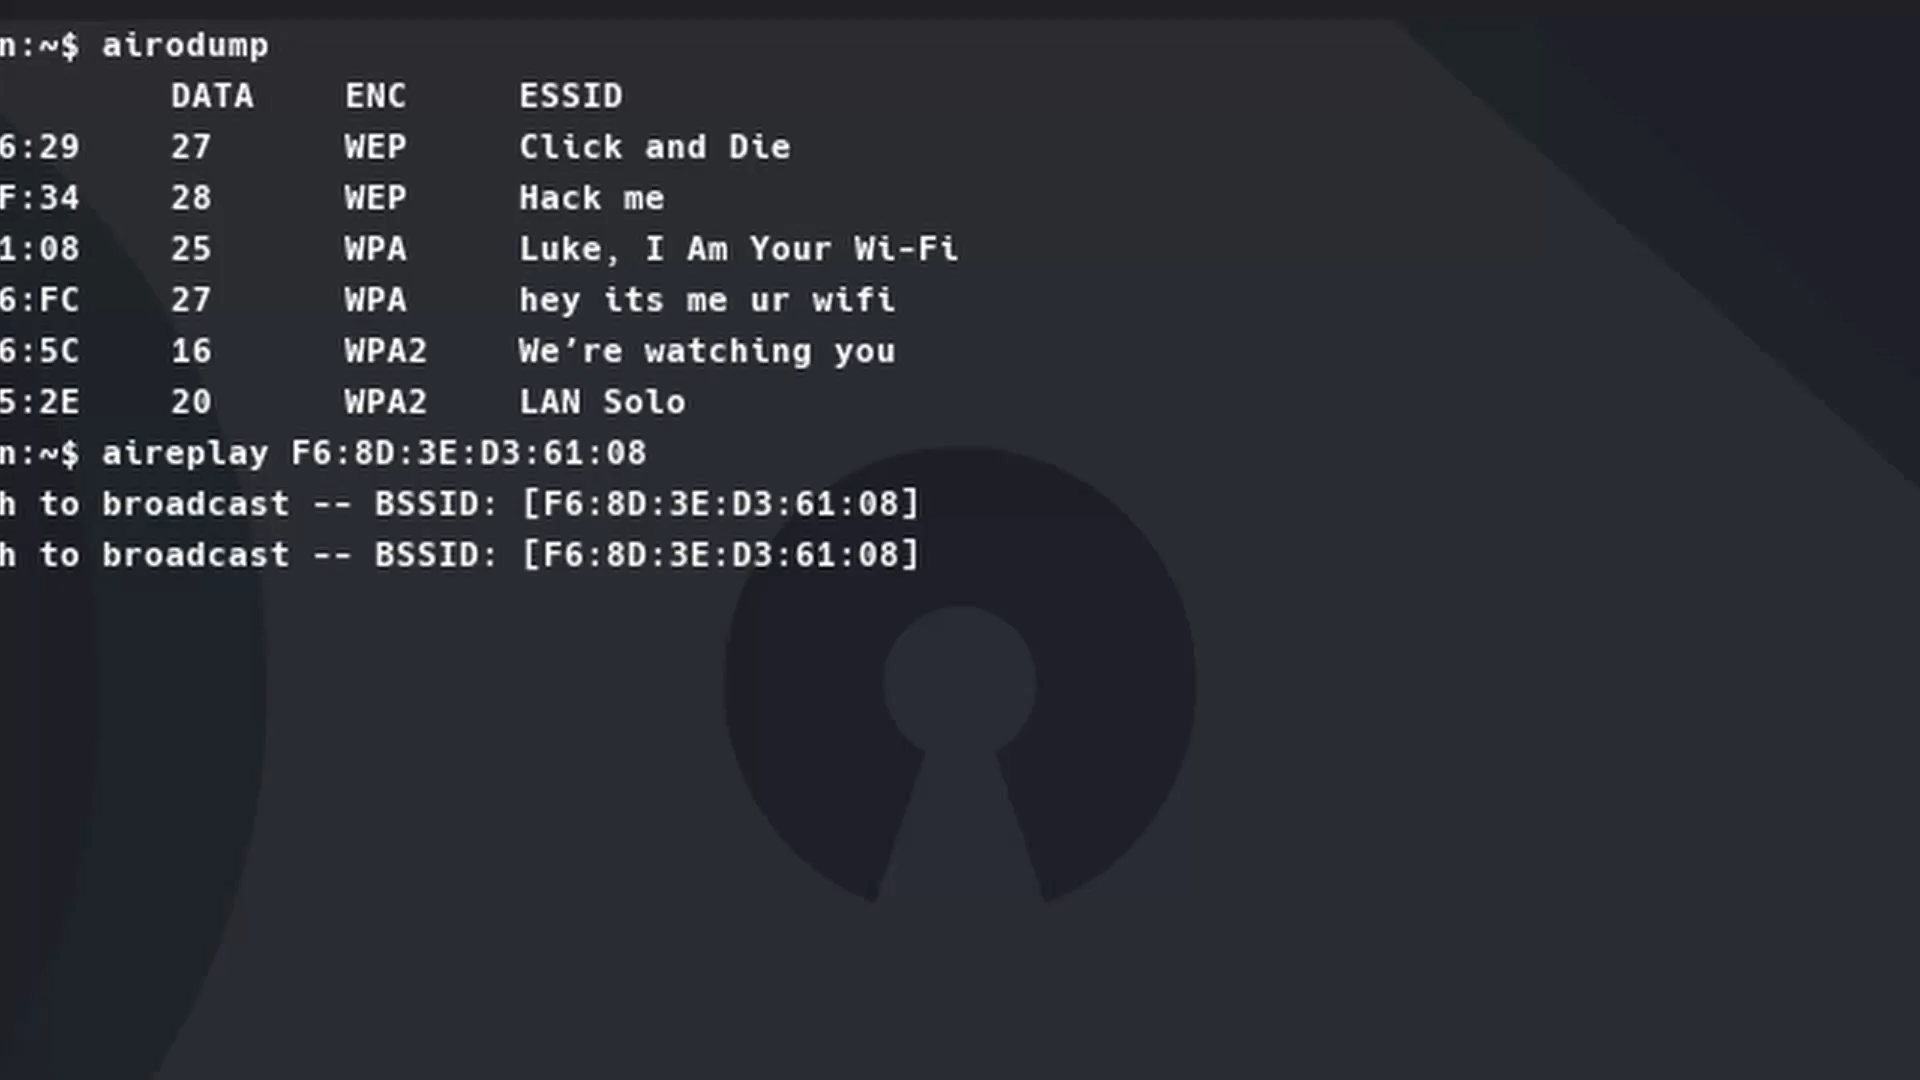 n:~$ airodump
DATA ENC ESSID
6:29 27 WEP Click and Die
F:34 28 WEP Hack me
1:08 25 WPA Luke, I Am Your Wi-Fi
6:FC 27 WPA hey its me ur wifi
6:5C 16 WPA2 We’re watching you
5:2E 20 WPA2 LAN Solo
n:~$ aireplay F6:8D:3E:D3:61:08
h to broadcast -- BSSID: [F6:8D:3E:D3:61:08]
h to broadcast -- BSSID: [F6:8D:3E:D3:61:08]